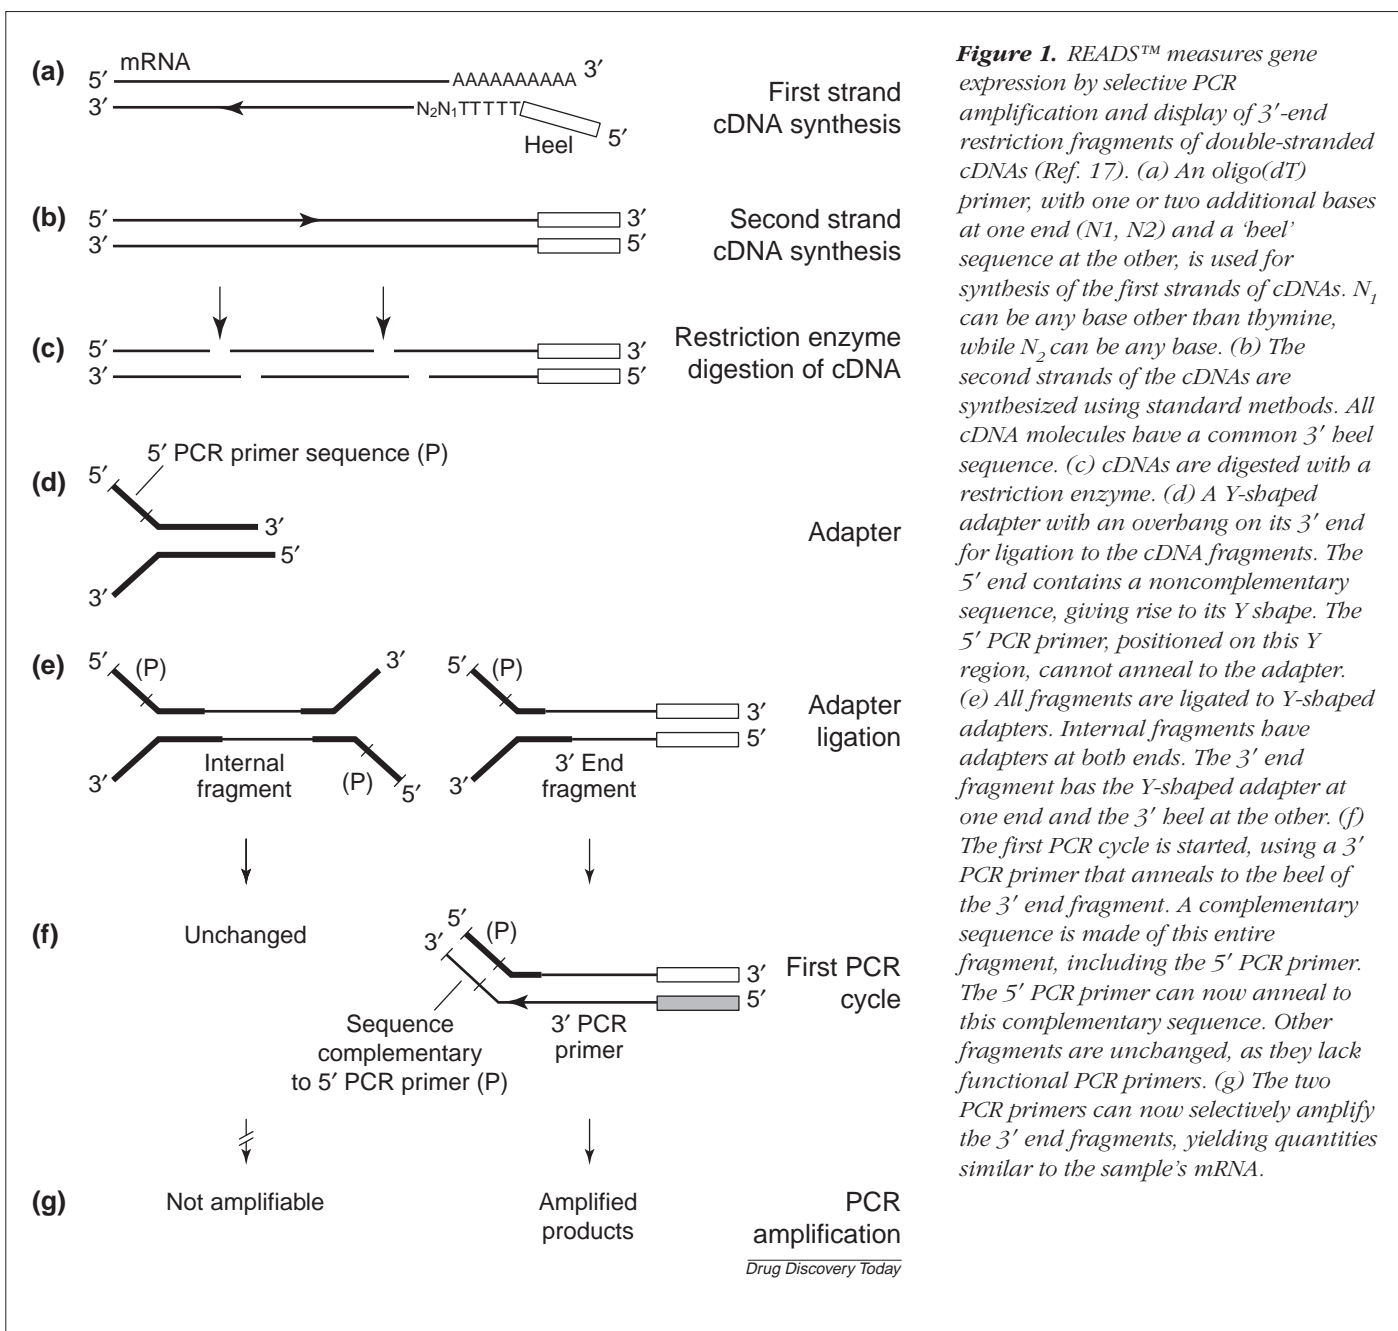 (a)
mRNA
5′
AAAAAAAAAA 3′
3′
N2N1TTTTT
Heel
5′
First strand
cDNA synthesis
(b)
5′
3′
3′
5′
Second strand
cDNA synthesis
(c)
5′
3′
3′
5′
Restriction enzyme
digestion of cDNA
(d)
5′ PCR primer sequence (P)
5′
3′
5′
3′
Adapter
(e)
5′
(P)
3′
3′
Internal
fragment
(P)
5′
5′
(P)
3′
5′
3′
3′ End
fragment
Adapter
ligation
(f)
Unchanged
5′
3′
(P)
3′
5′
Sequence
complementary
to 5′ PCR primer (P)
3′ PCR
primer
First PCR
cycle
(g)
Not amplifiable
Amplified
products
PCR
amplification
Drug Discovery Today
Figure 1. READS™ measures gene
expression by selective PCR
amplification and display of 3′-end
restriction fragments of double-stranded
cDNAs (Ref. 17). (a) An oligo(dT)
primer, with one or two additional bases
at one end (N1, N2) and a ‘heel’
sequence at the other, is used for
synthesis of the first strands of cDNAs. N1
can be any base other than thymine,
while N2 can be any base. (b) The
second strands of the cDNAs are
synthesized using standard methods. All
cDNA molecules have a common 3′ heel
sequence. (c) cDNAs are digested with a
restriction enzyme. (d) A Y-shaped
adapter with an overhang on its 3′ end
for ligation to the cDNA fragments. The
5′ end contains a noncomplementary
sequence, giving rise to its Y shape. The
5′ PCR primer, positioned on this Y
region, cannot anneal to the adapter.
(e) All fragments are ligated to Y-shaped
adapters. Internal fragments have
adapters at both ends. The 3′ end
fragment has the Y-shaped adapter at
one end and the 3′ heel at the other. (f)
The first PCR cycle is started, using a 3′
PCR primer that anneals to the heel of
the 3′ end fragment. A complementary
sequence is made of this entire
fragment, including the 5′ PCR primer.
The 5′ PCR primer can now anneal to
this complementary sequence. Other
fragments are unchanged, as they lack
functional PCR primers. (g) The two
PCR primers can now selectively amplify
the 3′ end fragments, yielding quantities
similar to the sample’s mRNA.